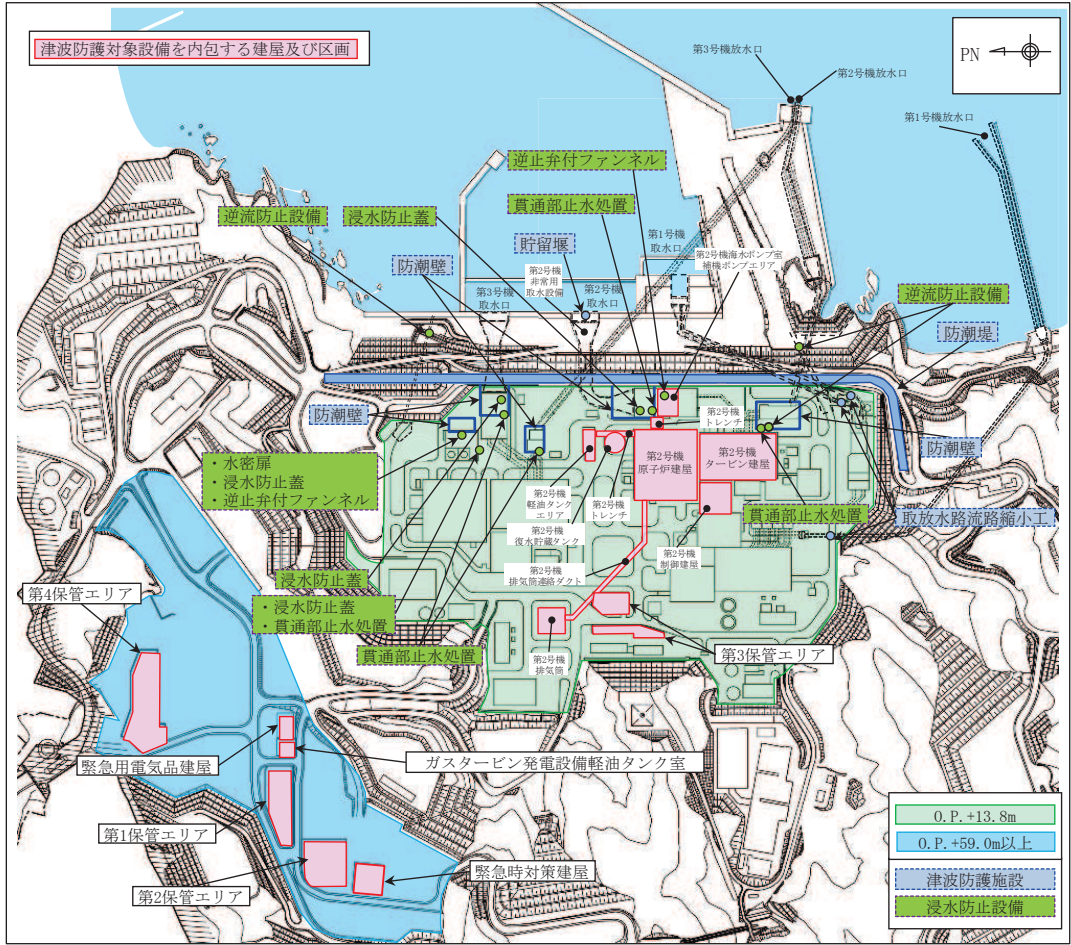 津波防護対象設備を内包する建屋及び区画
PN
第3号機放水口
第2号機放水口
第1号機放水口
逆止弁付ファンネル
貫通部止水処置
逆流防止設備
浸水防止蓋
防潮壁
貯留堰
第1号機
取水口
第2号機海水ポンプ室
補機ポンプエリア
第2号機
非常用
取水設備
第3号機
取水口
第2号機
取水口
逆流防止設備
防潮堤
防潮壁
防潮壁
・水密扉
・浸水防止蓋
・逆止弁付ファンネル
第2号機
トレンチ
第2号機
原子炉建屋
第2号機
タービン建屋
第2号機
軽油タンク
エリア
第2号機
トレンチ
第2号機
復水貯蔵タンク
貫通部止水処置
取放水路流路縮小工
第2号機
制御建屋
第2号機
排気筒連絡ダクト
浸水防止蓋
・浸水防止蓋
・貫通部止水処置
貫通部止水処置
第4保管エリア
第3保管エリア
第2号機
排気筒
緊急用電気品建屋
ガスタービン発電設備軽油タンク室
第1保管エリア
第2保管エリア
緊急時対策建屋
O.P.+13.8m
O.P.+59.0m以上
津波防護施設
浸水防止設備